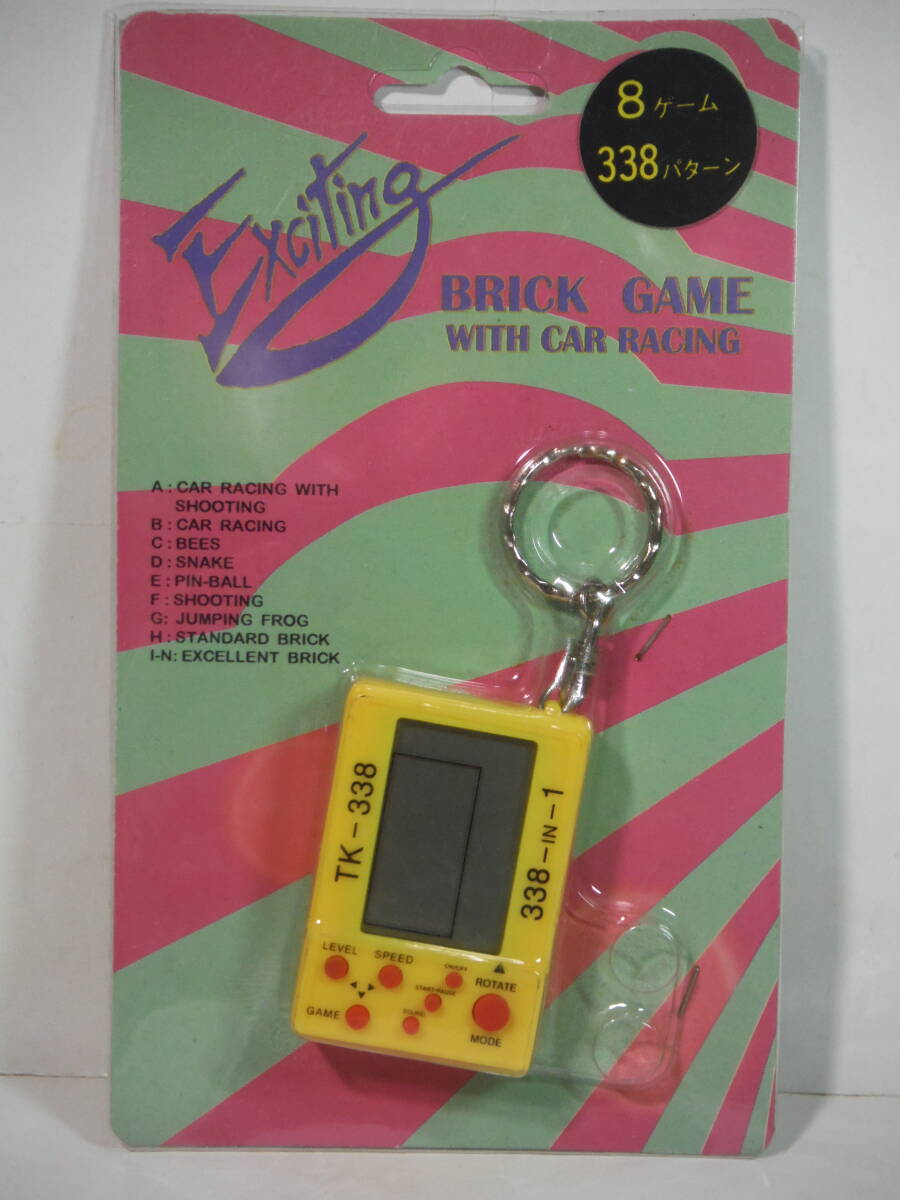 8ゲーム
338パターン
Exciting
BRICK GAME
WITH CAR RACING
A : CAR RACING WITH
SHOOTING
B : CAR RACING
C : BEES
D : SNAKE
E : PIN-BALL
F : SHOOTING
G: JUMPING FROG
H : STANDARD BRICK
I-N: EXCELLENT BRICK
TK-338
338-IN-1
LEVEL
SPEED
ON/OFF
ROTATE
START•PAUSE
GAME
SOUND
MODE